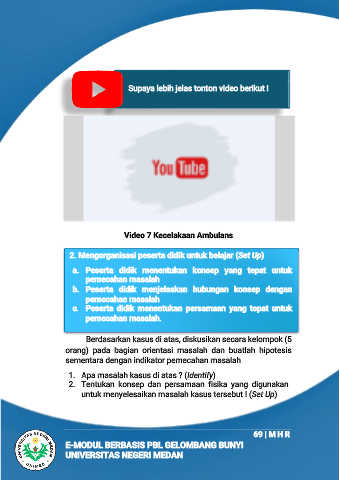 Supaya lebih jelas tonton video berikut !
YouTube
Video 7 Kecelakaan Ambulans
2. Mengorganisasi peserta didik untuk belajar (Set Up)
a. Peserta didik menentukan konsep yang tepat untuk
pemecahan masalah
b. Peserta didik menjelaskan hubungan konsep dengan
pemecahan masalah
c. Peserta didik menentukan persamaan yang tepat untuk
pemecahan masalah.
Berdasarkan kasus di atas, diskusikan secara kelompok (5
orang) pada bagian orientasi masalah dan buatlah hipotesis
sementara dengan indikator pemecahan masalah
1. Apa masalah kasus di atas ? (Identify)
2. Tentukan konsep dan persamaan fisika yang digunakan
untuk menyelesaikan masalah kasus tersebut ! (Set Up)
69 | M H R
E-MODUL BERBASIS PBL GELOMBANG BUNYI
UNIVERSITAS NEGERI MEDAN
UNIVERSITAS NEGERI MEDAN
UNIMED